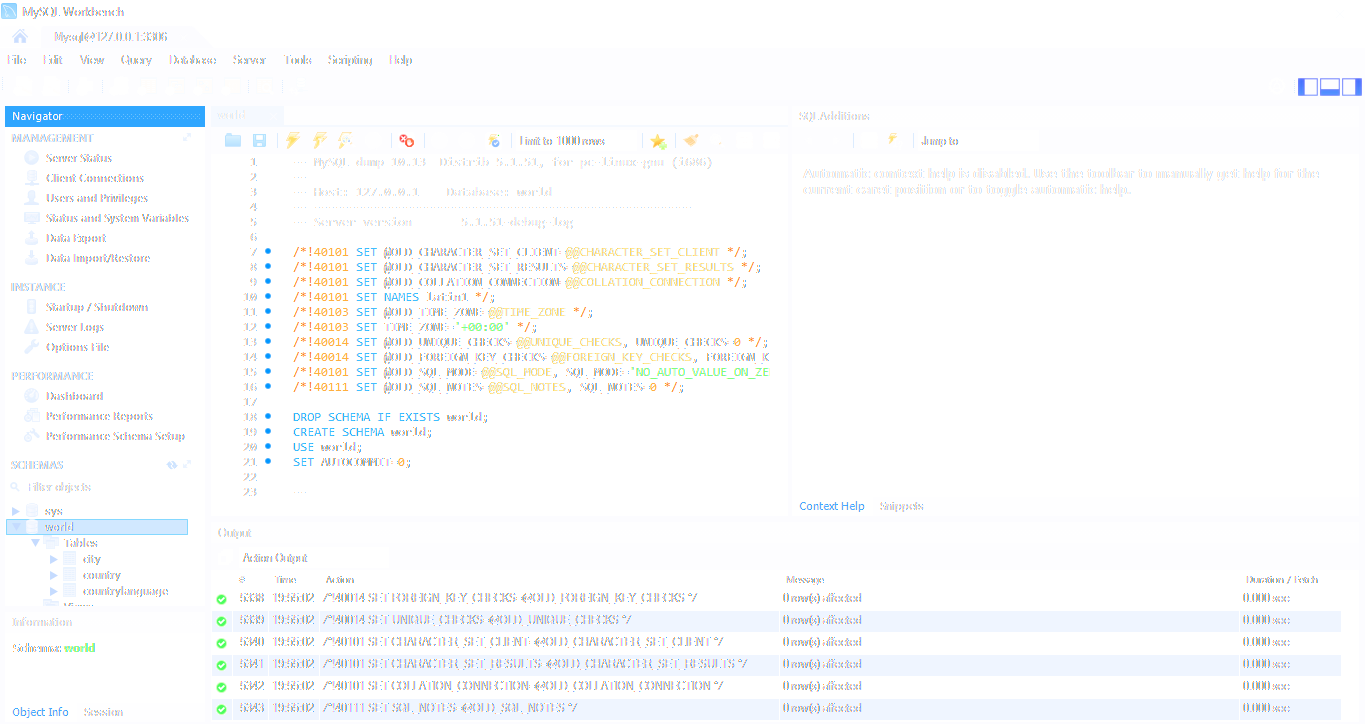 MySQL Workbench
Mysql@127.0.0.1:3306
File Edit View Query Database Server Tools Scripting Help
Navigator
MANAGEMENT
Server Status
Client Connections
Users and Privileges
Status and System Variables
Data Export
Data Import/Restore
INSTANCE
Startup / Shutdown
Server Logs
Options File
PERFORMANCE
Dashboard
Performance Reports
Performance Schema Setup
SCHEMAS
Filter objects
sys
world
Tables
city
country
countrylanguage
Views
Information
Schema: world
Object Info Session
world
Limit to 1000 rows
1 -- MySQL dump 10.13 Distrib 5.1.51, for pc-linux-gnu (i686)
2 --
3 -- Host: 127.0.0.1 Database: world
4 -- ------------------------------------------------------
5 -- Server version 5.1.51-debug-log
6
7 /*!40101 SET @OLD_CHARACTER_SET_CLIENT=@@CHARACTER_SET_CLIENT */;
8 /*!40101 SET @OLD_CHARACTER_SET_RESULTS=@@CHARACTER_SET_RESULTS */;
9 /*!40101 SET @OLD_COLLATION_CONNECTION=@@COLLATION_CONNECTION */;
10 /*!40101 SET NAMES latin1 */;
11 /*!40103 SET @OLD_TIME_ZONE=@@TIME_ZONE */;
12 /*!40103 SET TIME_ZONE='+00:00' */;
13 /*!40014 SET @OLD_UNIQUE_CHECKS=@@UNIQUE_CHECKS, UNIQUE_CHECKS=0 */;
14 /*!40014 SET @OLD_FOREIGN_KEY_CHECKS=@@FOREIGN_KEY_CHECKS, FOREIGN_K
15 /*!40101 SET @OLD_SQL_MODE=@@SQL_MODE, SQL_MODE='NO_AUTO_VALUE_ON_ZE
16 /*!40111 SET @OLD_SQL_NOTES=@@SQL_NOTES, SQL_NOTES=0 */;
17
18 DROP SCHEMA IF EXISTS world;
19 CREATE SCHEMA world;
20 USE world;
21 SET AUTOCOMMIT=0;
22
23 --
SQLAdditions
Jump to
Automatic context help is disabled. Use the toolbar to manually get help for the
current caret position or to toggle automatic help.
Context Help Snippets
Output
Action Output
# Time Action Message Duration / Fetch
5338 19:55:02 /*!40014 SET FOREIGN_KEY_CHECKS=@OLD_FOREIGN_KEY_CHECKS */ 0 row(s) affected 0.000 sec
5339 19:55:02 /*!40014 SET UNIQUE_CHECKS=@OLD_UNIQUE_CHECKS */ 0 row(s) affected 0.000 sec
5340 19:55:02 /*!40101 SET CHARACTER_SET_CLIENT=@OLD_CHARACTER_SET_CLIENT */ 0 row(s) affected 0.000 sec
5341 19:55:02 /*!40101 SET CHARACTER_SET_RESULTS=@OLD_CHARACTER_SET_RESULTS */ 0 row(s) affected 0.000 sec
5342 19:55:02 /*!40101 SET COLLATION_CONNECTION=@OLD_COLLATION_CONNECTION */ 0 row(s) affected 0.000 sec
5343 19:55:02 /*!40111 SET SQL_NOTES=@OLD_SQL_NOTES */ 0 row(s) affected 0.000 sec